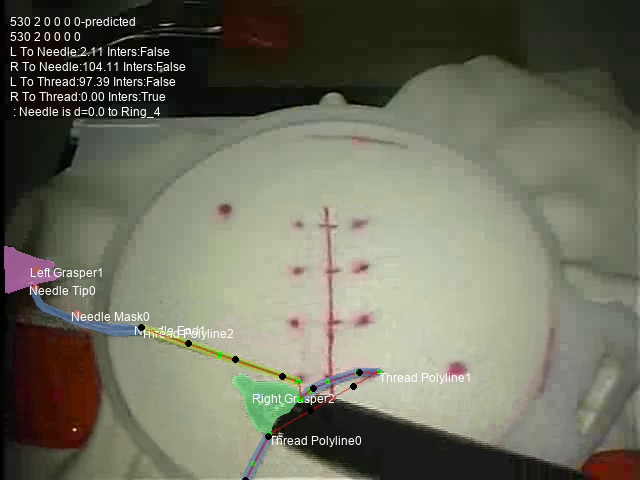 530 2 0 0 0 0-predicted
530 2 0 0 0 0
L To Needle:2.11 Inters:False
R To Needle:104.11 Inters:False
L To Thread:97.39 Inters:False
R To Thread:0.00 Inters:True
: Needle is d=0.0 to Ring_4
Left Grasper1
Needle Tip0
Needle Mask0
Needle End1
Thread Polyline2
Thread Polyline1
Right Grasper2
Thread Polyline0